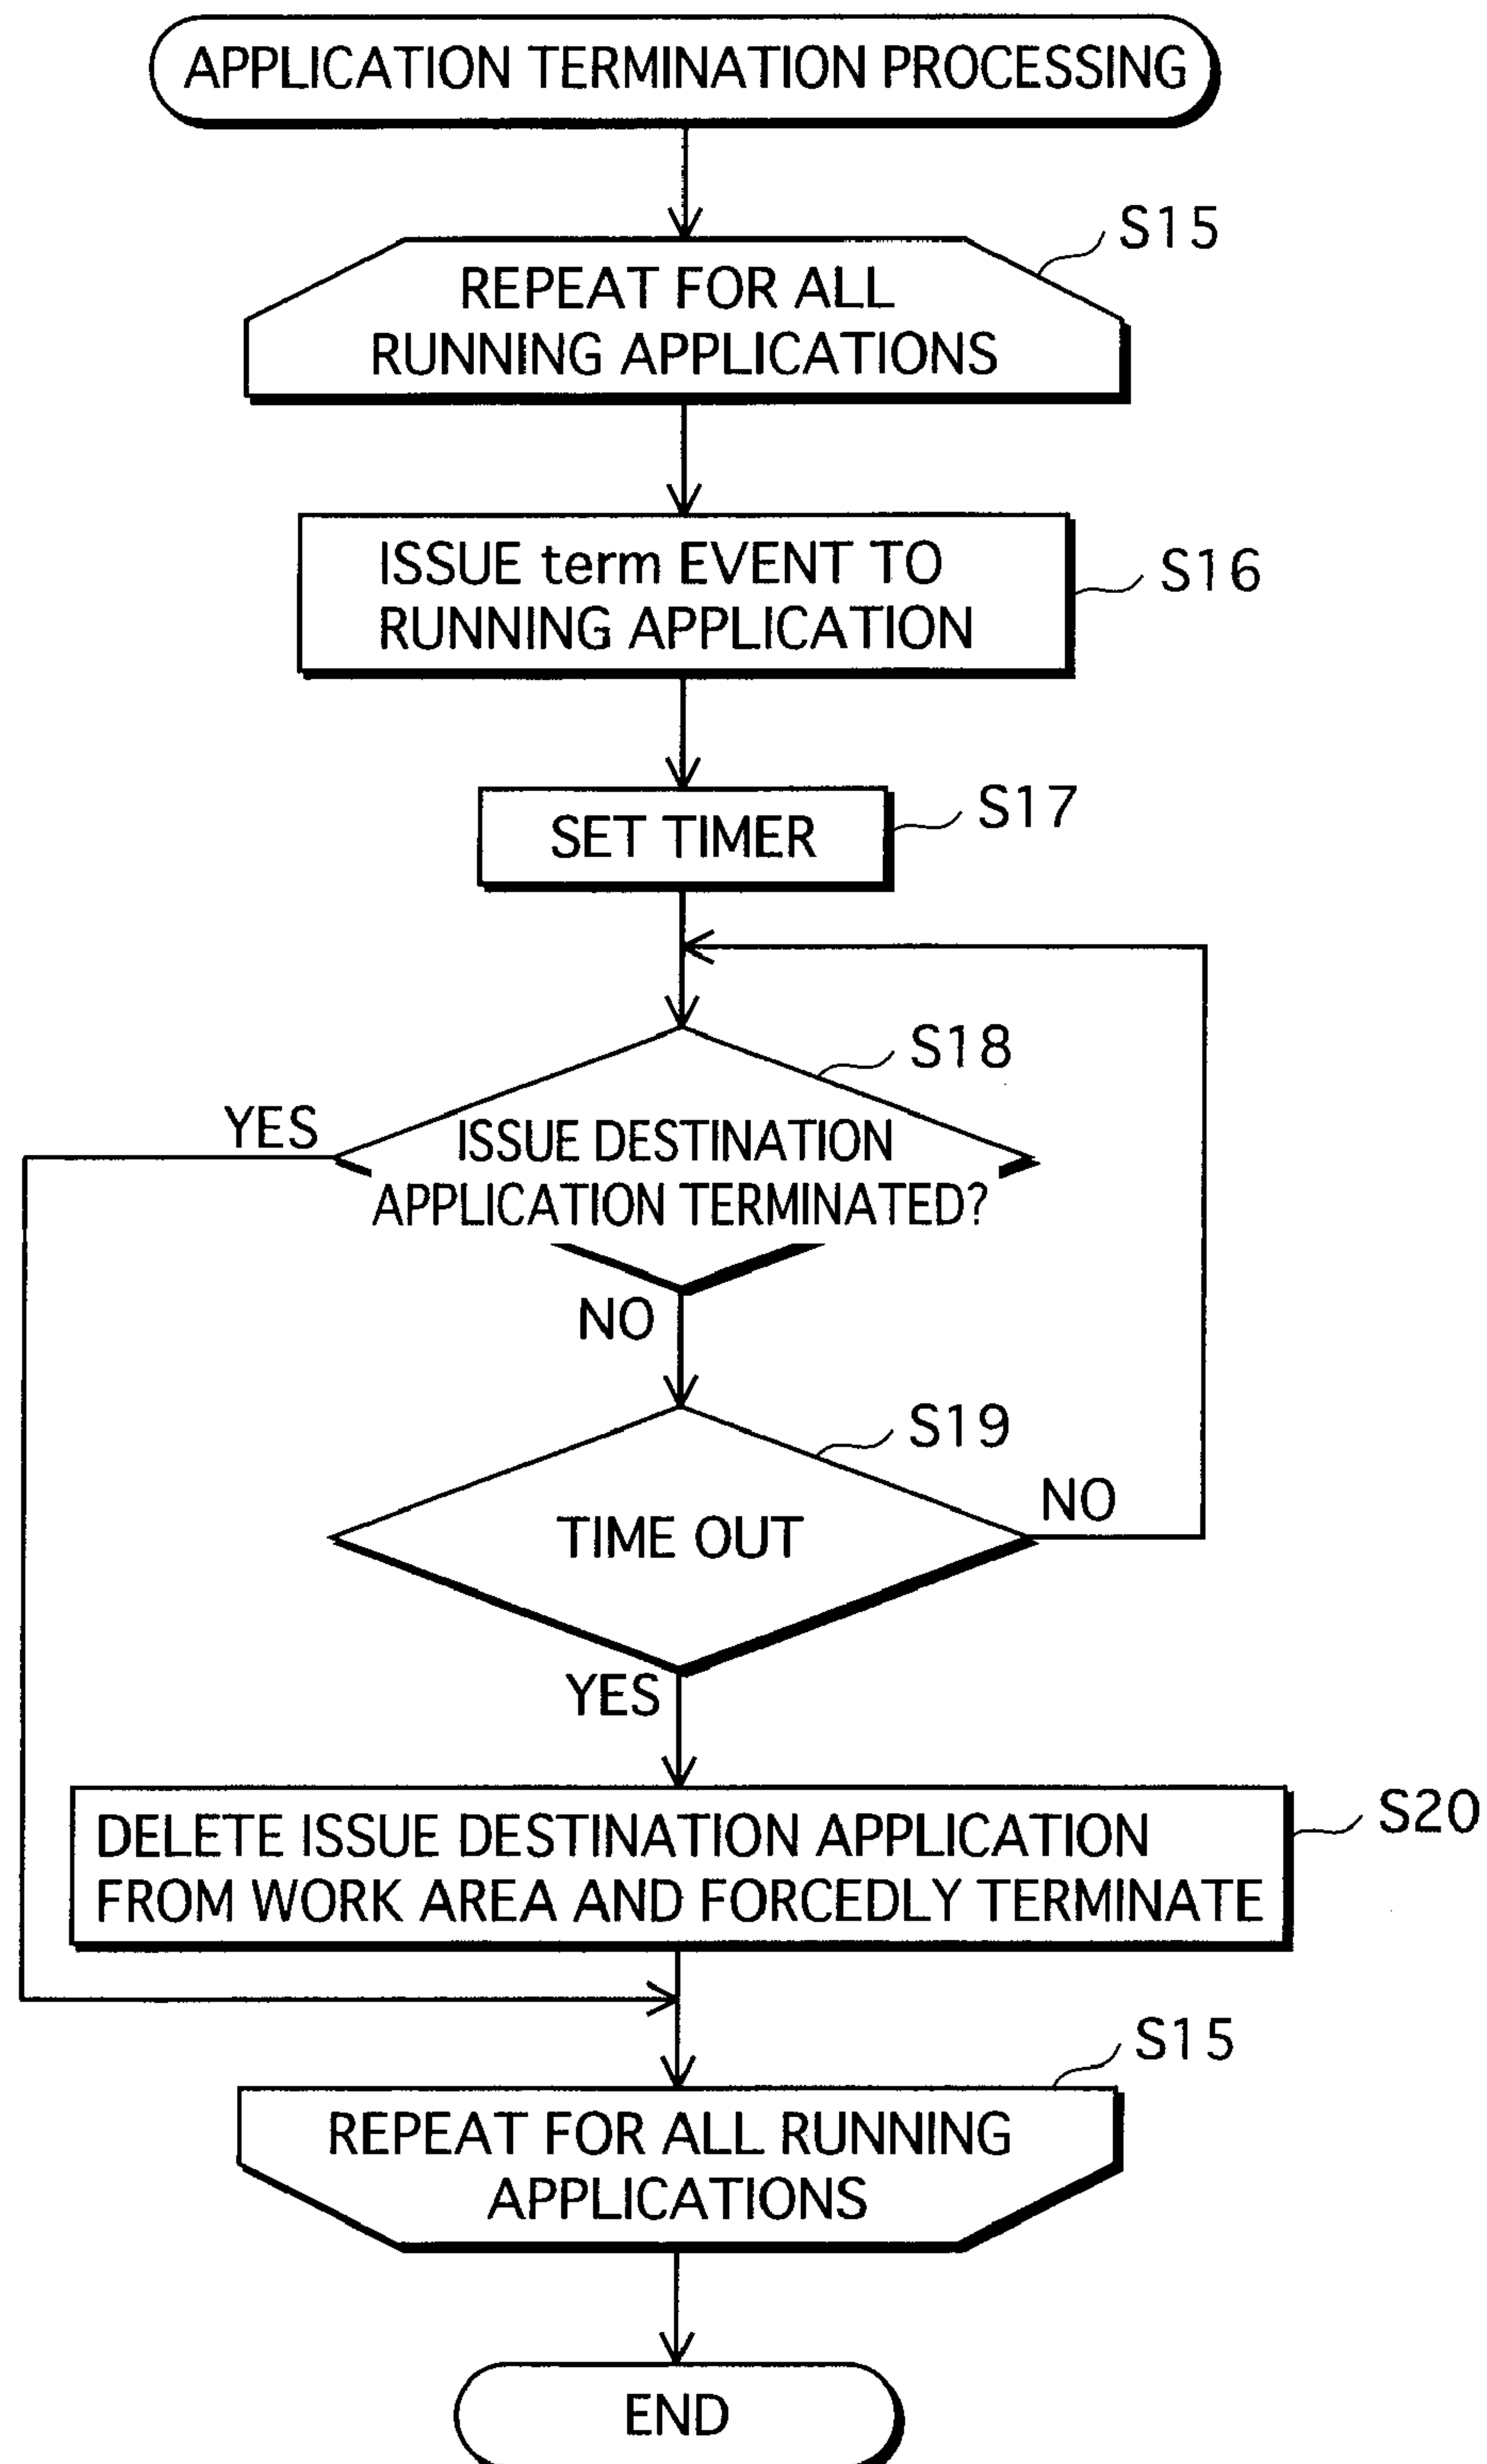 APPLICATION TERMINATION PROCESSING
S15
REPEAT FOR ALL
RUNNING APPLICATIONS
ISSUE term EVENT TO
RUNNING APPLICATION
S16
SET TIMER
S17
S18
YES
ISSUE DESTINATION
APPLICATION TERMINATED?
NO
S19
NO
TIME OUT
YES
DELETE ISSUE DESTINATION APPLICATION
FROM WORK AREA AND FORCEDLY TERMINATE
S20
S15
REPEAT FOR ALL RUNNING
APPLICATIONS
END